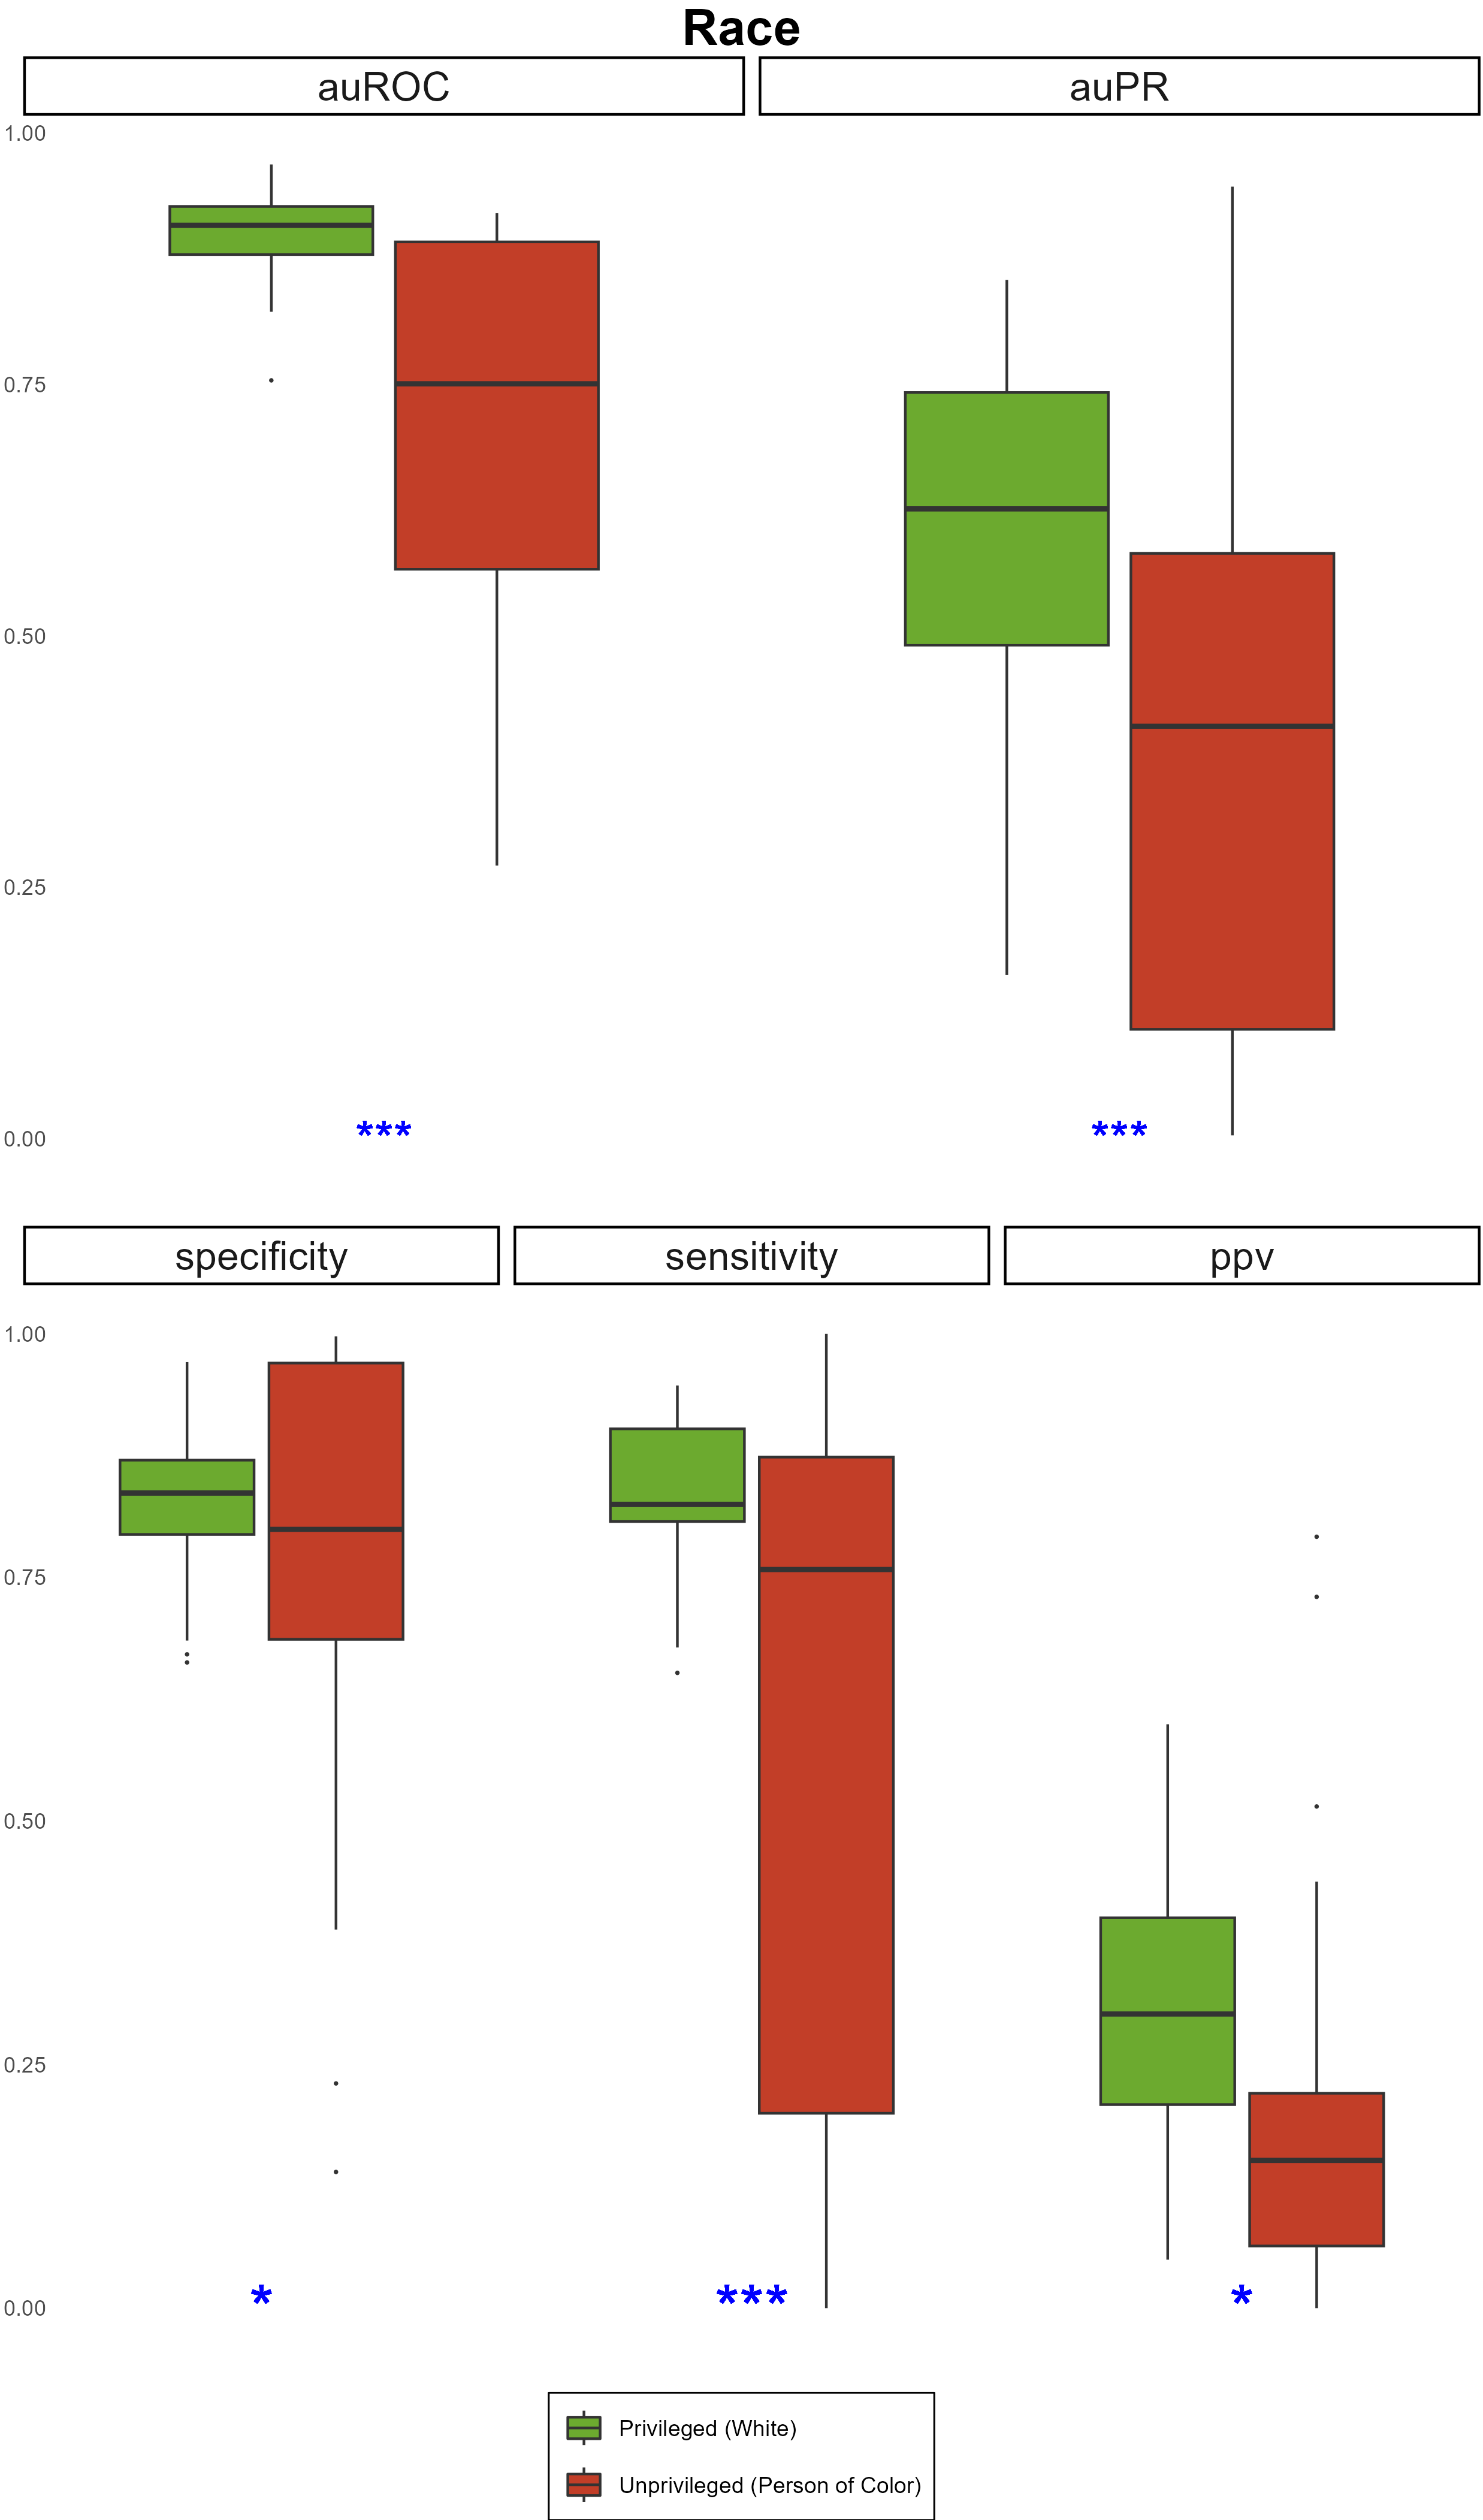 Race
auROC auPR
1.00
0.75
0.50
0.25
0.00
*** ***
specificity sensitivity ppv
1.00
0.75
0.50
0.25
0.00
* *** *
Privileged (White)
Unprivileged (Person of Color)